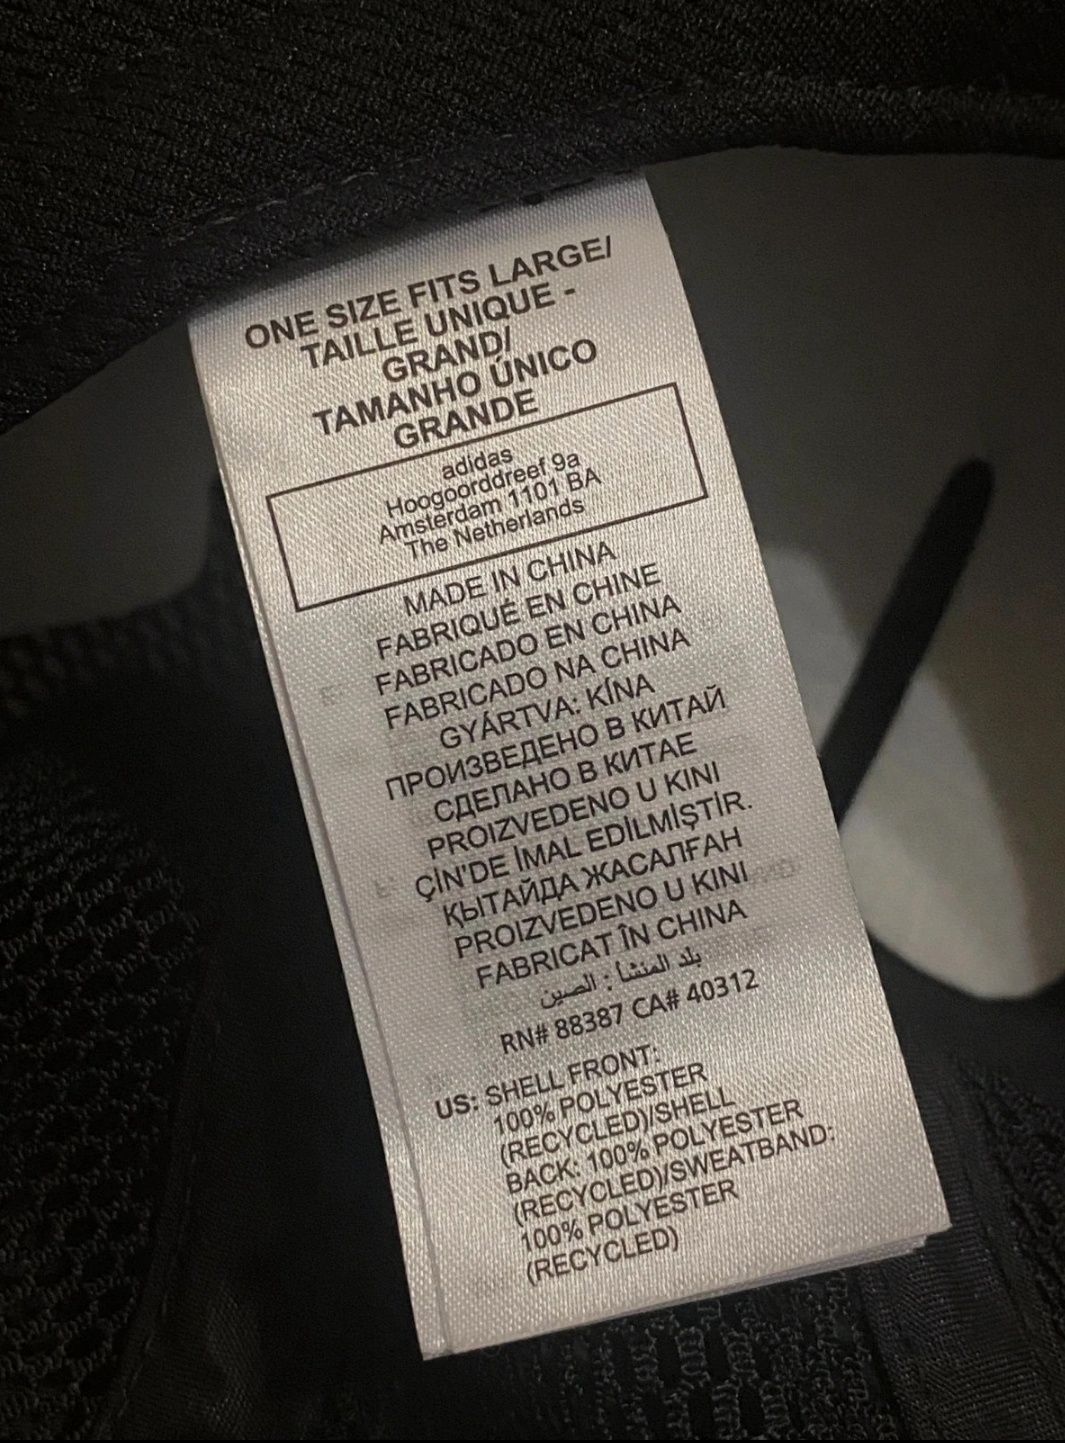 ONE SIZE FITS LARGE/
TAILLE UNIQUE -
GRAND/
TAMANHO ÚNICO
GRANDE
adidas
Hoogoorddreef 9a
Amsterdam 1101 BA
The Netherlands
MADE IN CHINA
FABRIQUÉ EN CHINE
FABRICADO EN CHINA
FABRICADO NA CHINA
GYÁRTVA: KÍNA
ПРОИЗВЕДЕНО В КИТАЙ
СДЕЛАНО В КИТАЕ
PROIZVEDENO U KINI
ÇİN'DE İMAL EDİLMİŞTİR.
ҚЫТАЙДА ЖАСАЛҒАН
PROIZVEDENO U KINI
FABRICAT ÎN CHINA
بلد المنشا : الصين
RN# 88387 CA# 40312
US: SHELL FRONT:
100% POLYESTER
(RECYCLED)/SHELL
BACK: 100% POLYESTER
(RECYCLED)/SWEATBAND:
100% POLYESTER
(RECYCLED)